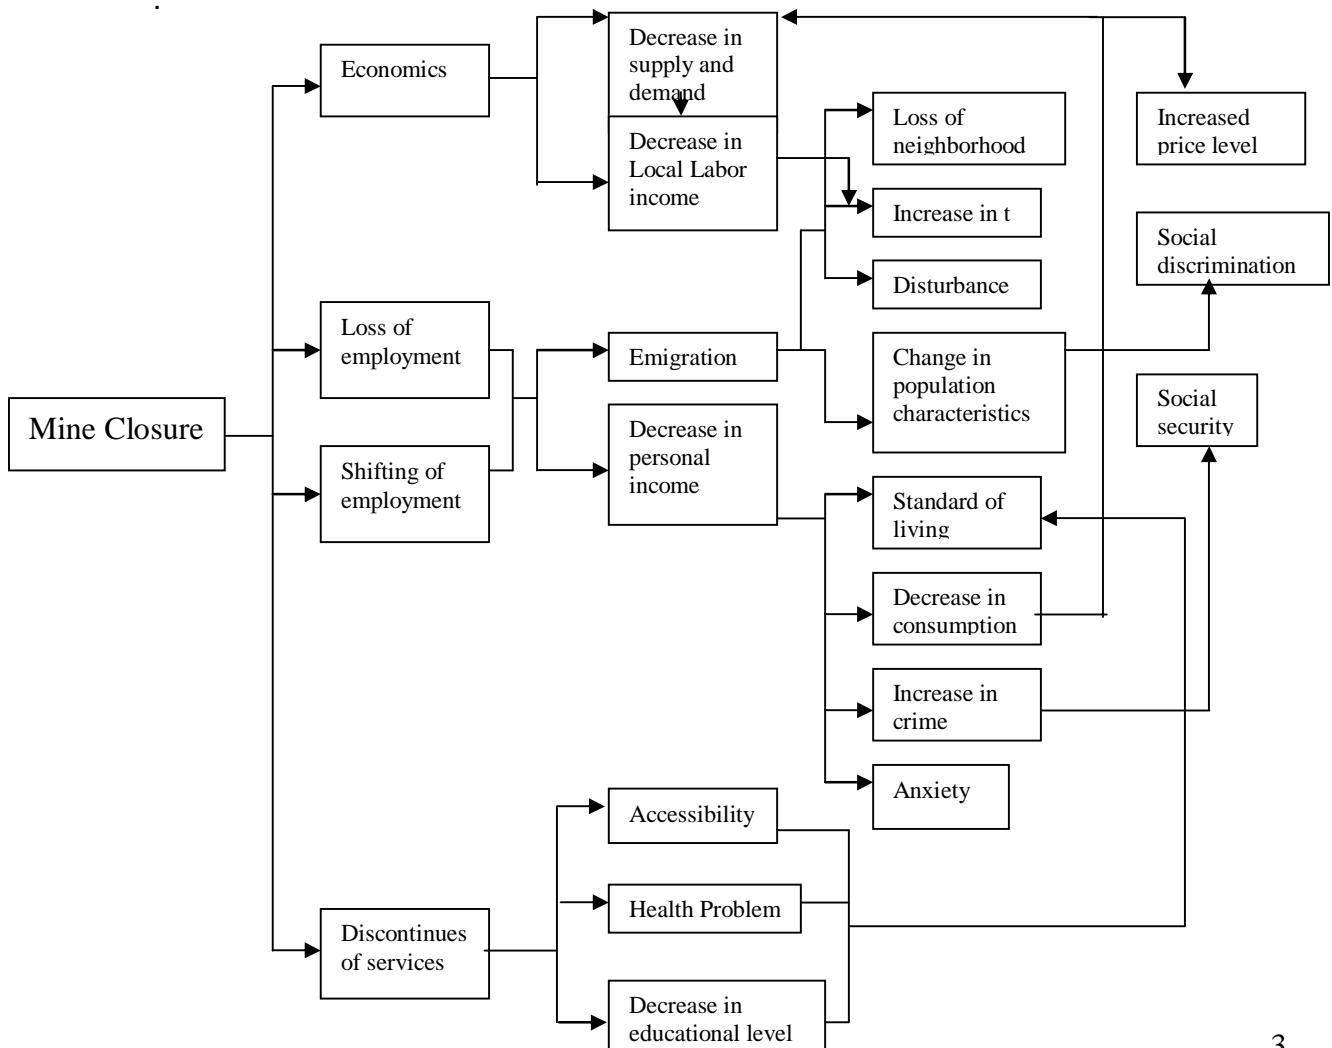 .
Economics
Decrease in
supply and
demand
Decrease in
Local Labor
income
Loss of
neighborhood
Increased
price level
Increase in t
Social
discrimination
Disturbance
Loss of
employment
Emigration
Change in
population
characteristics
Social
security
Mine Closure
Decrease in
personal
income
Shifting of
employment
Standard of
living
Decrease in
consumption
Increase in
crime
Anxiety
Accessibility
Health Problem
Discontinues
of services
Decrease in
educational level
3